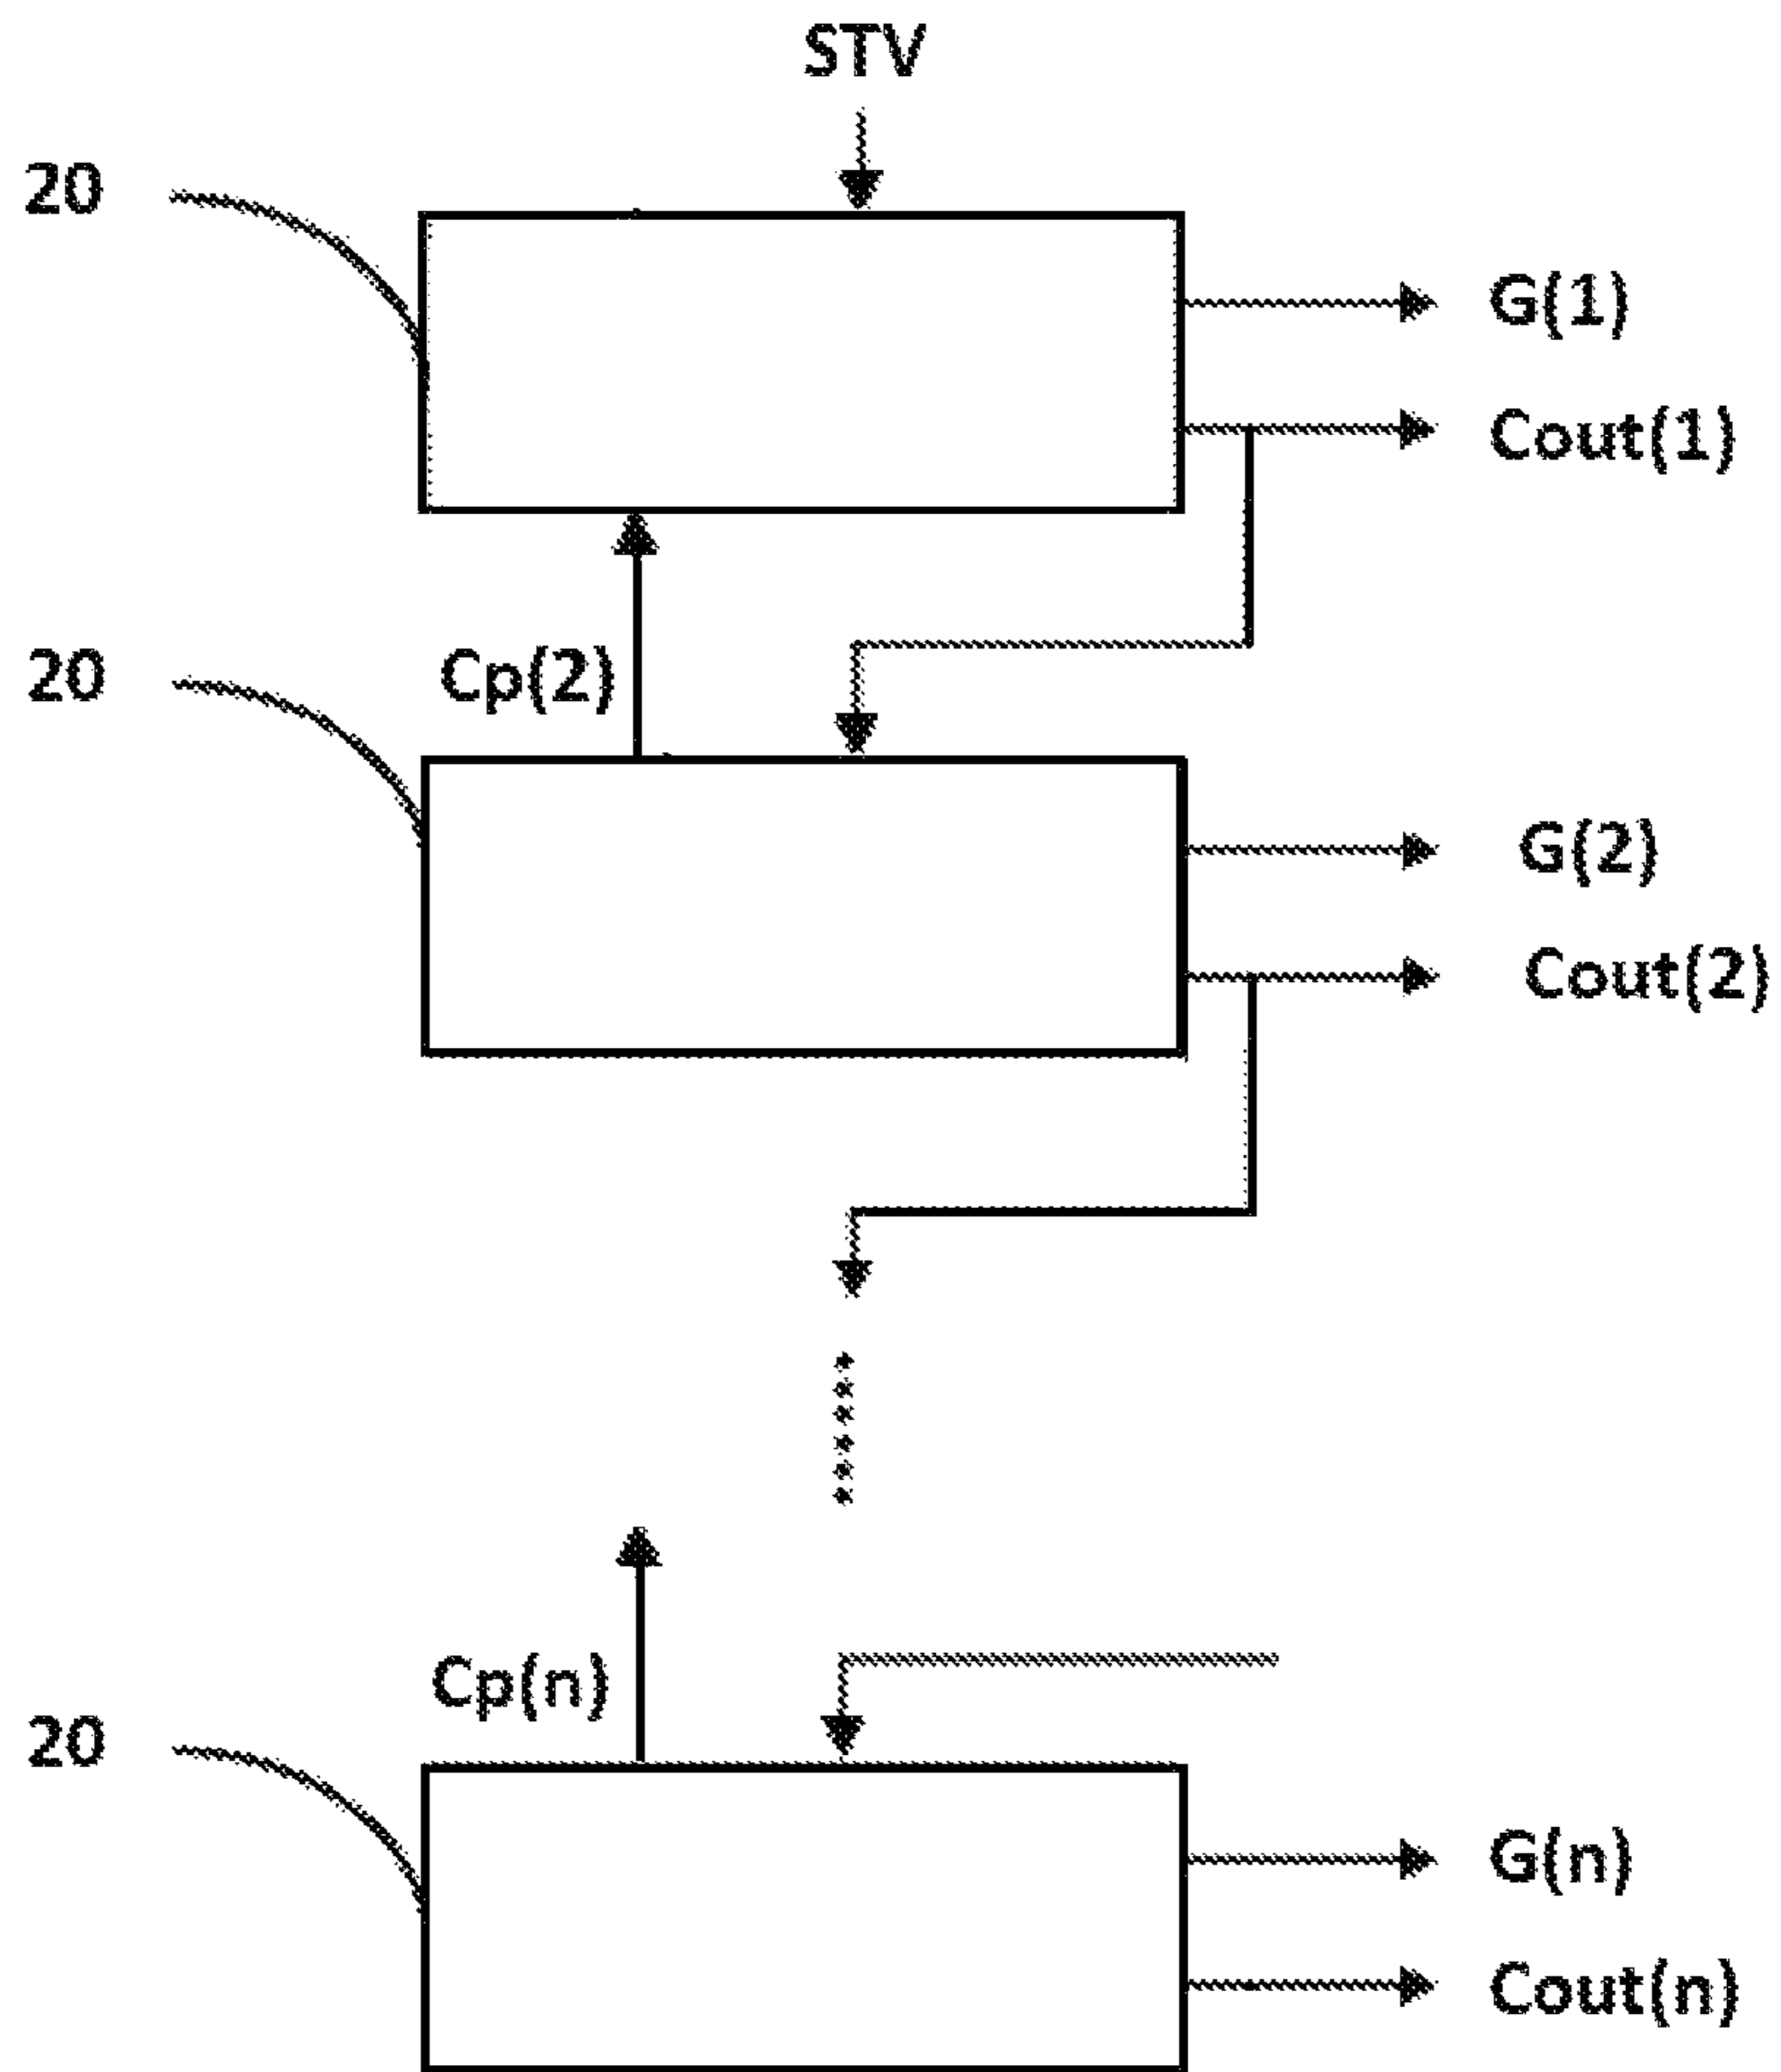 STV
20
G(1)
Cout(1)
20
Cp(2)
G(2)
Cout(2)
Cp(n)
20
G(n)
Cout(n)